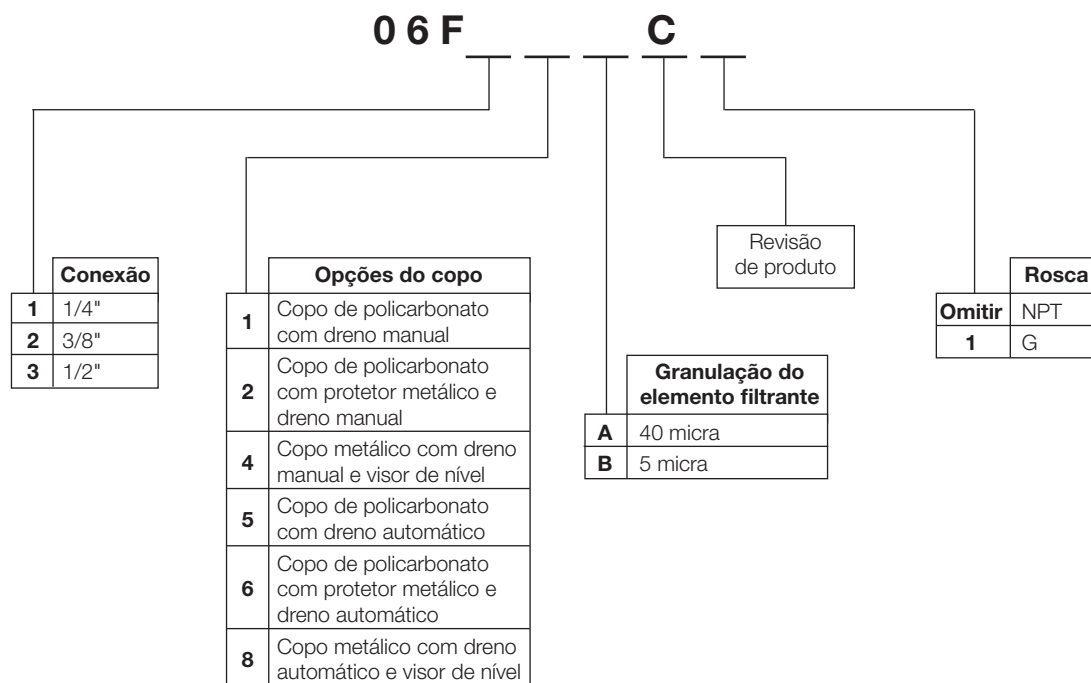 06F C
Revisão
de produto
Conexão
1 1/4"
2 3/8"
3 1/2"
Opções do copo
1 Copo de policarbonato
com dreno manual
2 Copo de policarbonato
com protetor metálico e
dreno manual
4 Copo metálico com dreno
manual e visor de nível
5 Copo de policarbonato
com dreno automático
6 Copo de policarbonato
com protetor metálico e
dreno automático
8 Copo metálico com dreno
automático e visor de nível
Granulação do
elemento filtrante
A 40 micra
B 5 micra
Rosca
Omitir NPT
1 G